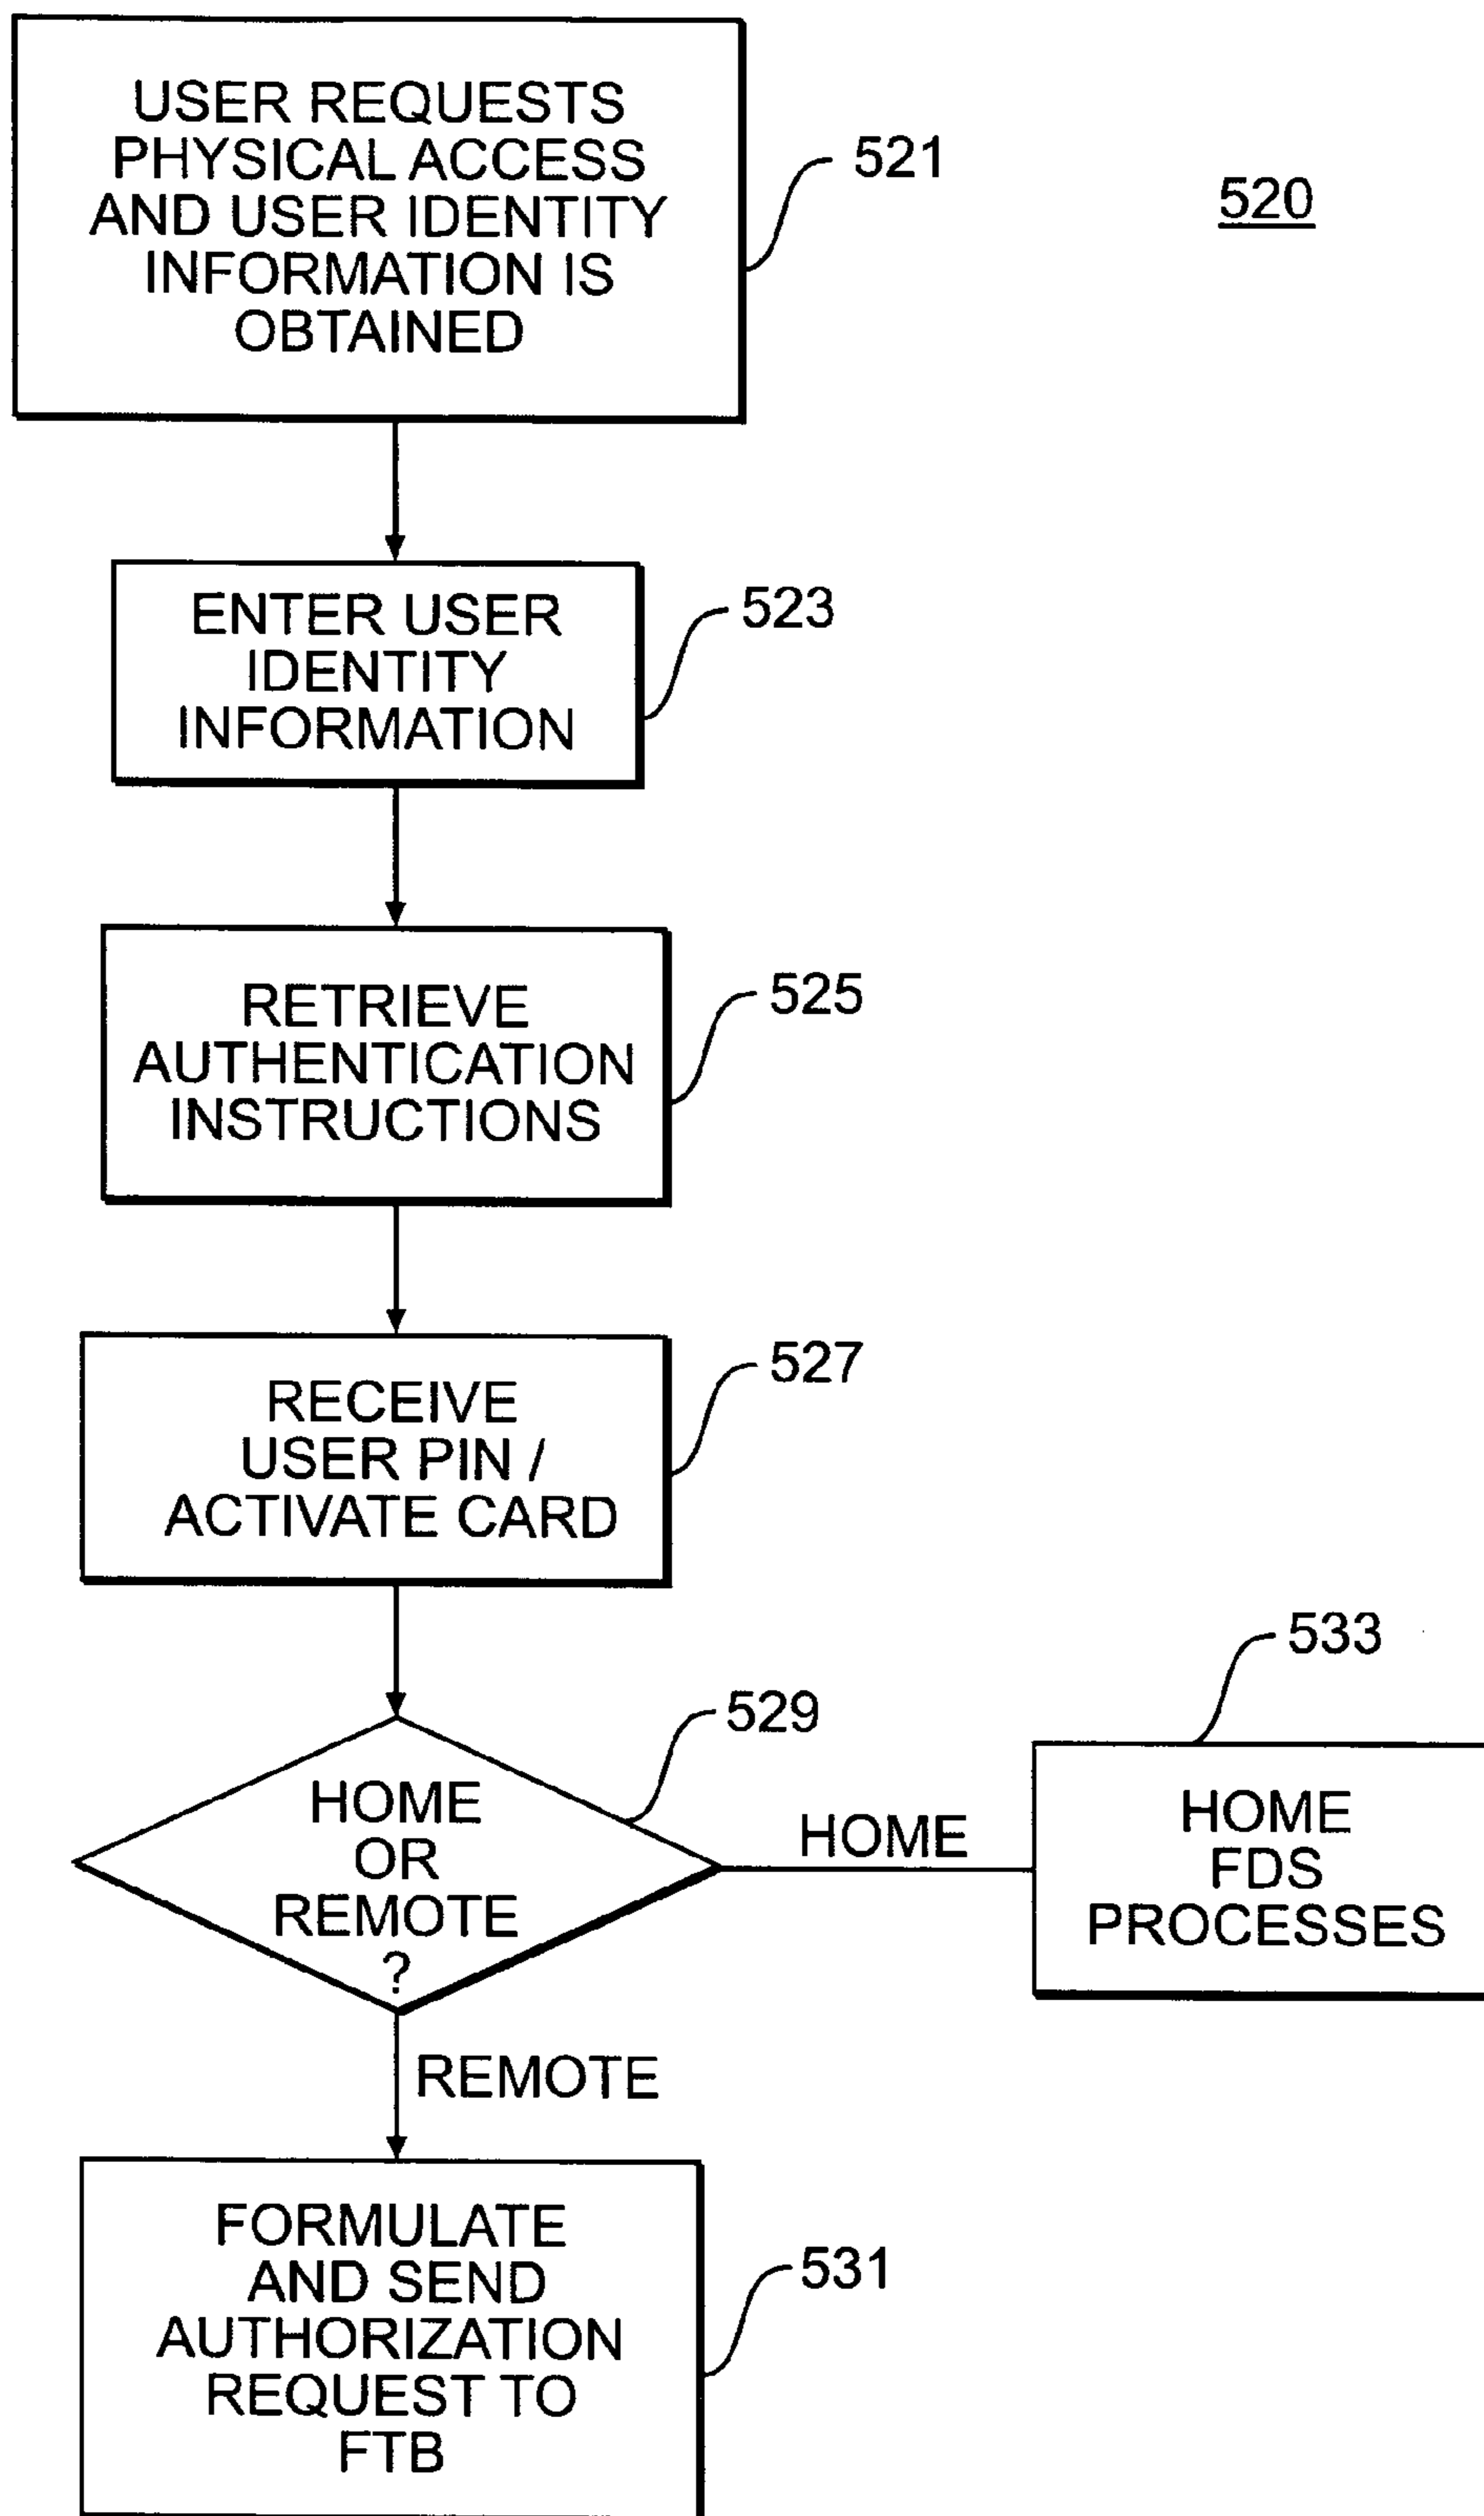 USER REQUESTS
PHYSICAL ACCESS
AND USER IDENTITY
INFORMATION IS
OBTAINED
521
520
ENTER USER
IDENTITY
INFORMATION
523
RETRIEVE
AUTHENTICATION
INSTRUCTIONS
525
RECEIVE
USER PIN /
ACTIVATE CARD
527
HOME
OR
REMOTE
?
529
HOME
533
HOME
FDS
PROCESSES
REMOTE
FORMULATE
AND SEND
AUTHORIZATION
REQUEST TO
FTB
531